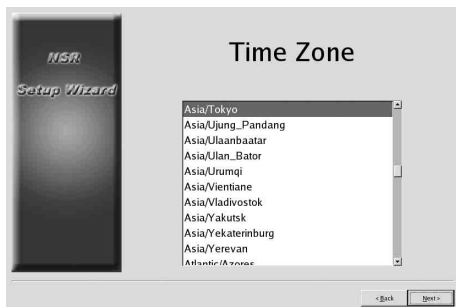 NSR
Setup Wizard
Time Zone
Asia/Tokyo
Asia/Ujung_Pandang
Asia/Ulaanbaatar
Asia/Ulan_Bator
Asia/Urumqi
Asia/Vientiane
Asia/Vladivostok
Asia/Yakutsk
Asia/Yekaterinburg
Asia/Yerevan
Atlantic/Azores
< Back
Next >